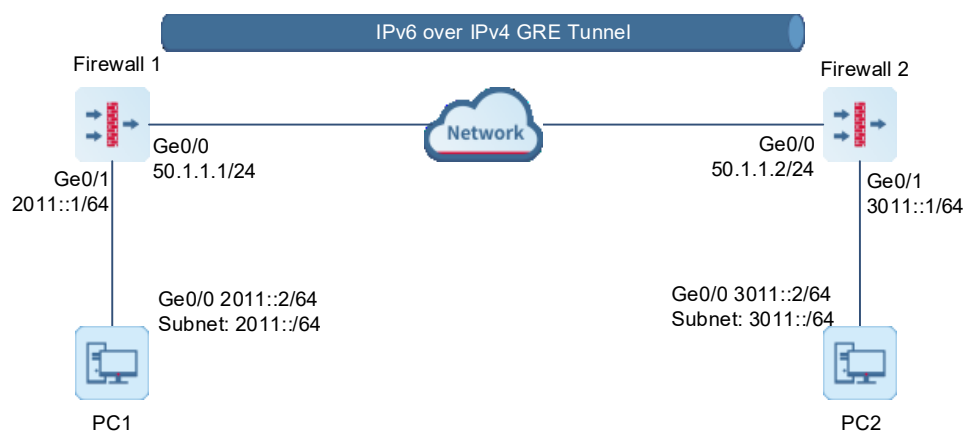 IPv6 over IPv4 GRE Tunnel
Firewall 1
Firewall 2
Network
Ge0/0
50.1.1.1/24
Ge0/0
50.1.1.2/24
Ge0/1
2011::1/64
Ge0/1
3011::1/64
Ge0/0 2011::2/64
Subnet: 2011::/64
Ge0/0 3011::2/64
Subnet: 3011::/64
PC1
PC2